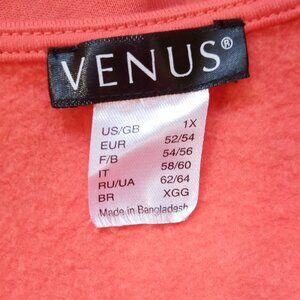 VENUS®
US/GB 1X
EUR 52/54
F/B 54/56
IT 58/60
RU/UA 62/64
BR XGG
Made in Bangladesh